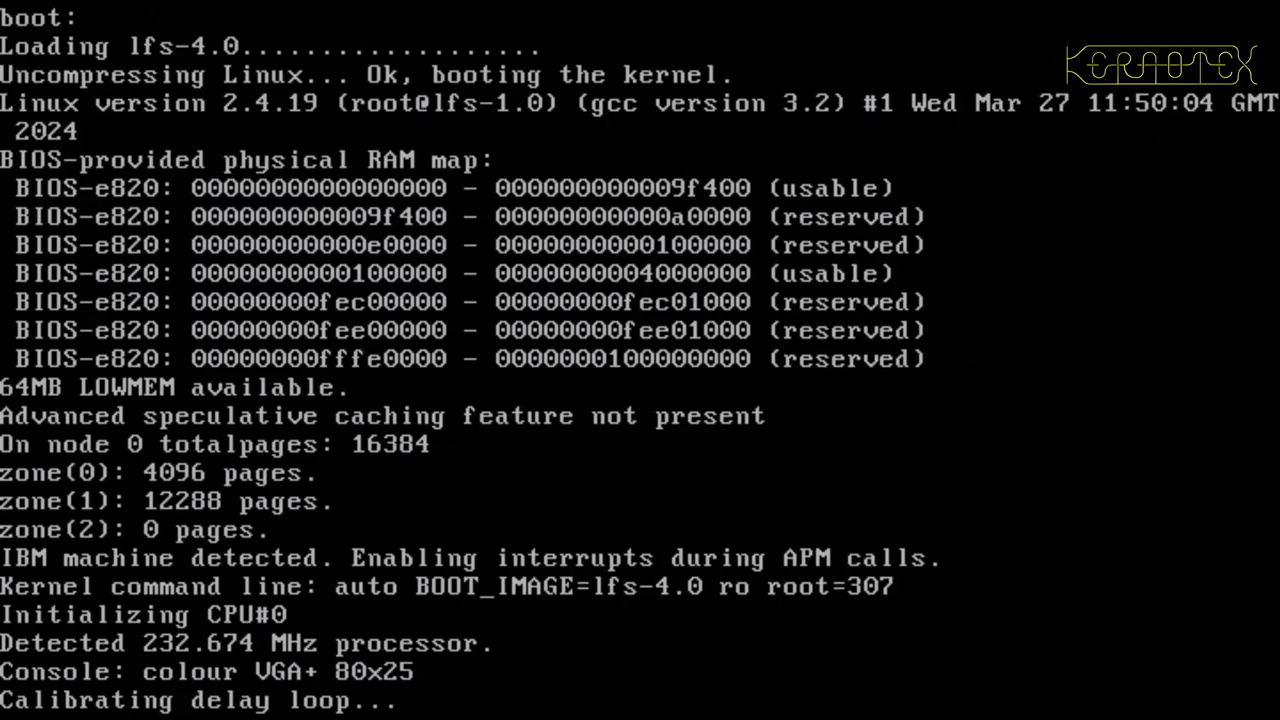 boot:
Loading lfs-4.0...................
Uncompressing Linux... Ok, booting the kernel.
Linux version 2.4.19 (root@lfs-1.0) (gcc version 3.2) #1 Wed Mar 27 11:50:04 GMT
 2024
BIOS-provided physical RAM map:
 BIOS-e820: 0000000000000000 - 000000000009f400 (usable)
 BIOS-e820: 000000000009f400 - 00000000000a0000 (reserved)
 BIOS-e820: 00000000000e0000 - 0000000000100000 (reserved)
 BIOS-e820: 0000000000100000 - 0000000004000000 (usable)
 BIOS-e820: 00000000fec00000 - 00000000fec01000 (reserved)
 BIOS-e820: 00000000fee00000 - 00000000fee01000 (reserved)
 BIOS-e820: 00000000fffe0000 - 0000000100000000 (reserved)
64MB LOWMEM available.
Advanced speculative caching feature not present
On node 0 totalpages: 16384
zone(0): 4096 pages.
zone(1): 12288 pages.
zone(2): 0 pages.
IBM machine detected. Enabling interrupts during APM calls.
Kernel command line: auto BOOT_IMAGE=lfs-4.0 ro root=307
Initializing CPU#0
Detected 232.674 MHz processor.
Console: colour VGA+ 80x25
Calibrating delay loop...
KERNOTEX